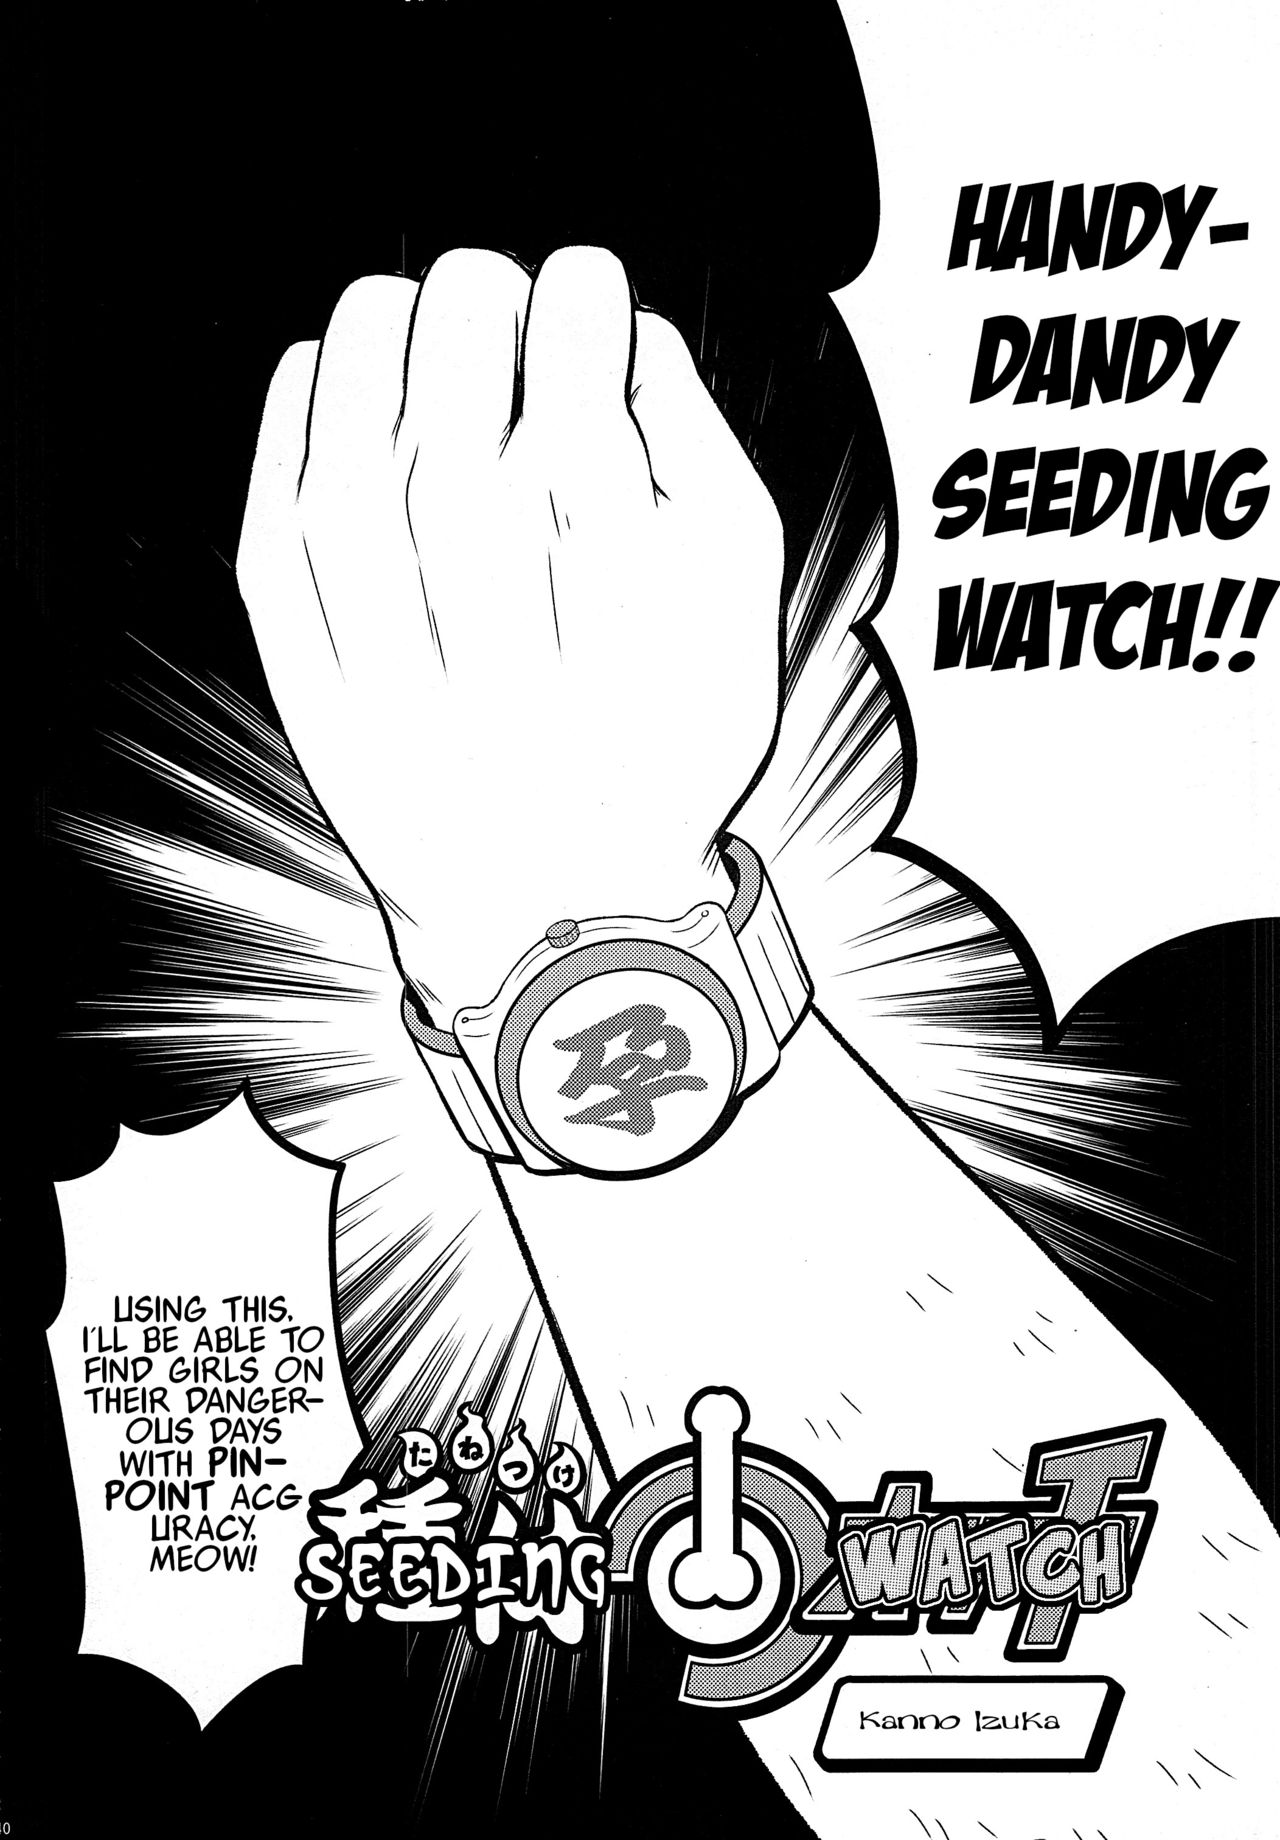 HANDY-
DANDY
SEEDING
WATCH!!
孕
USING THIS,
I'LL BE ABLE TO
FIND GIRLS ON
THEIR DANGER-
OUS DAYS
WITH PIN-
POINT ACC
URACY,
MEOW!
たねつけ
種付
SEEDING
WATCH
Kanno Izuka
40